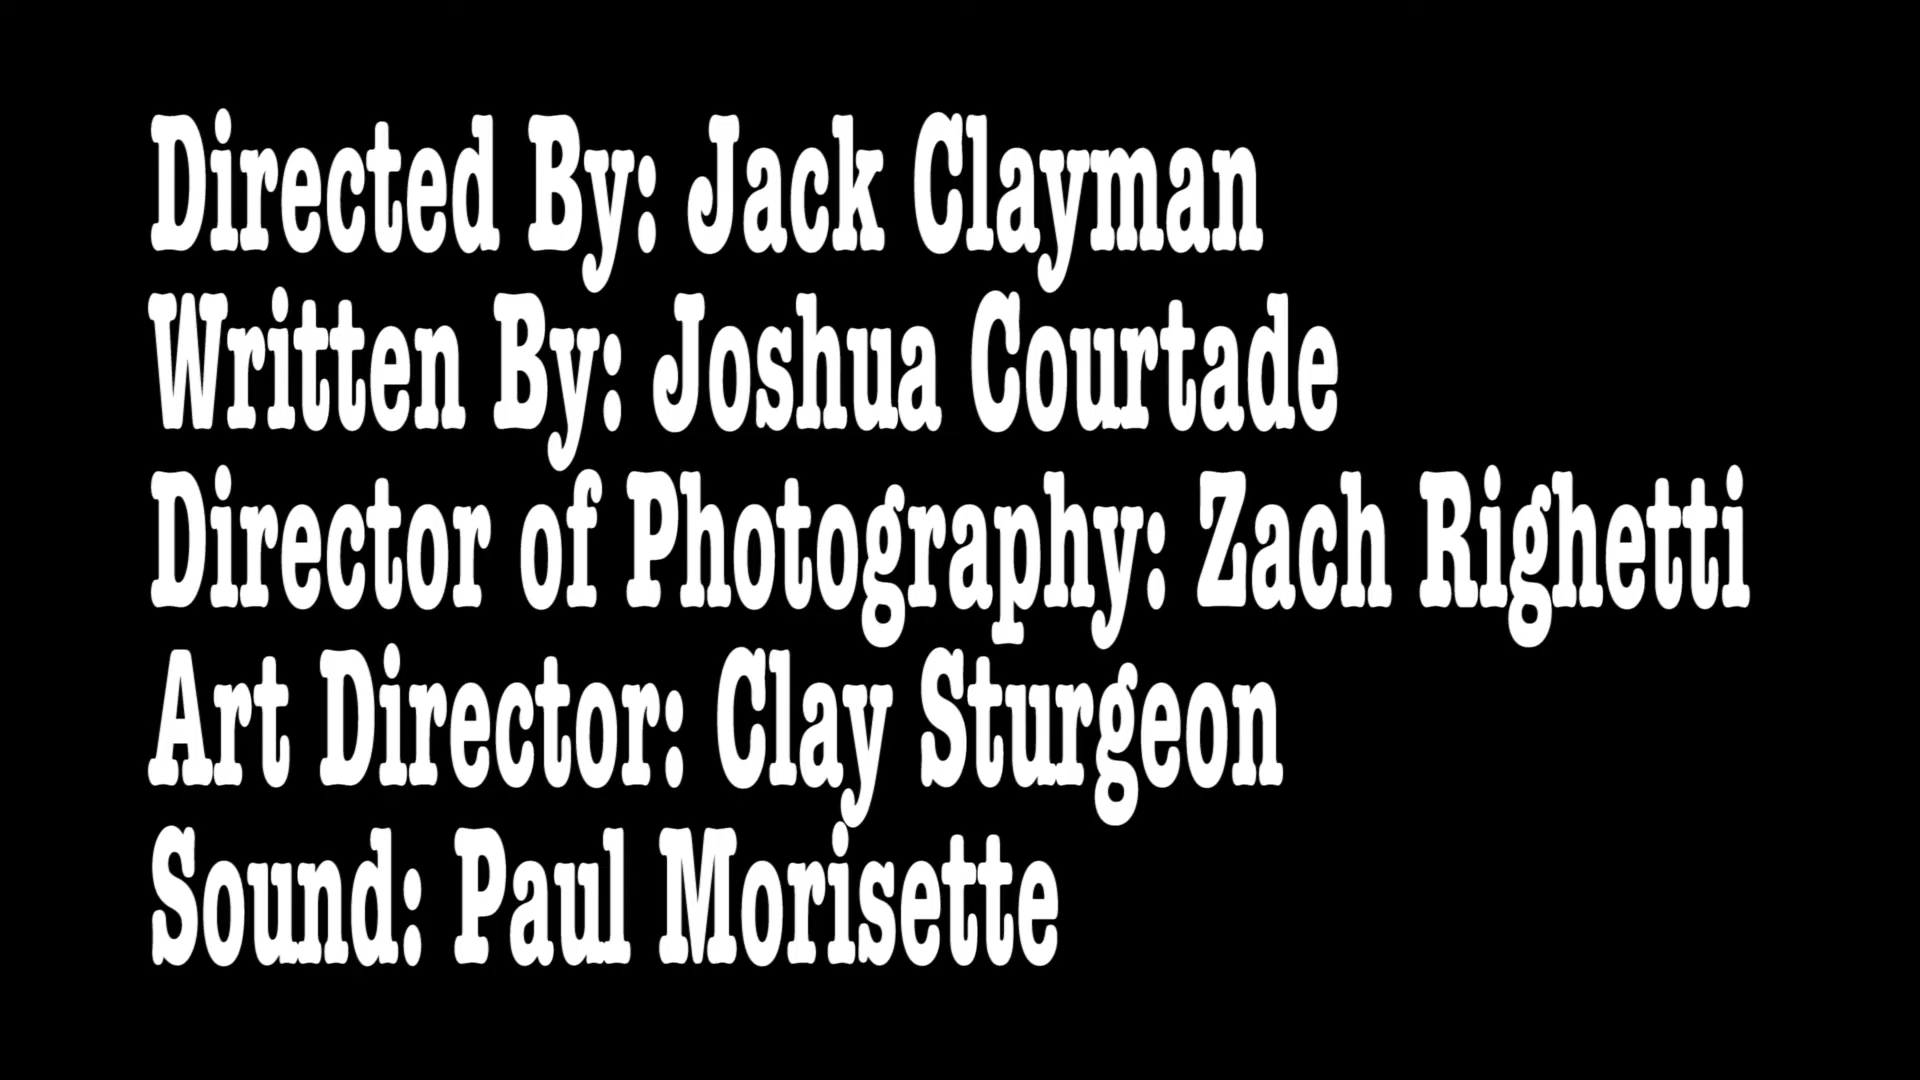 Directed By: Jack Clayman
Written By: Joshua Courtade
Director of Photography: Zach Righetti
Art Director: Clay Sturgeon
Sound: Paul Morisette